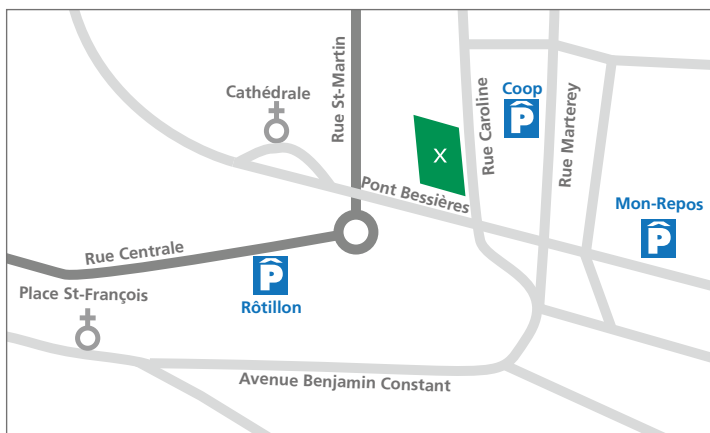 Cathédrale
Rue St-Martin
Rue Caroline
Coop
P
Rue Marterey
X
Pont Bessières
Mon-Repos
P
Rue Centrale
P
Rôtillon
Place St-François
Avenue Benjamin Constant